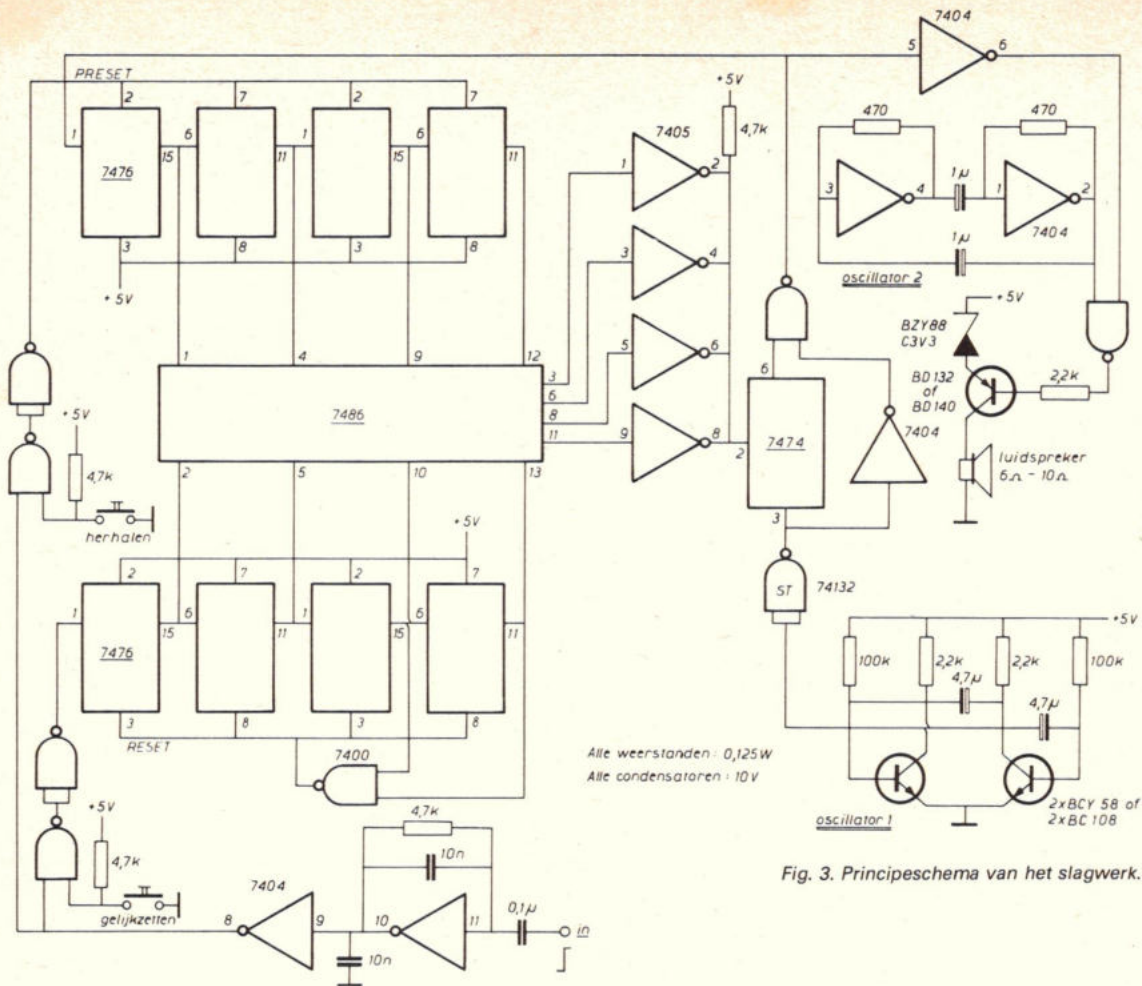 7404
5
6
PRESET
2
7
2
7
+5V
470
470
1
7476
15
6
11
1
15
6
11
4,7k
7405
1
2
3
4
1µ
1
2
7404
1µ
oscillator 2
3
8
3
8
+5V
3
4
+5V
BZY88
C3V3
1
4
9
12
3
6
8
11
5
6
6
BD132
of
BD140
2,2k
7486
9
8
2
7474
7404
+5V
4,7k
herhalen
2
5
10
13
3
luidspreker
6Ω - 10Ω
+5V
2
7
2
7
ST
74132
1
7476
15
6
11
1
15
6
11
+5V
100k
2,2k
2,2k
100k
4,7µ
4,7µ
3
8
3
8
RESET
7400
Alle weerstanden : 0,125W
Alle condensatoren : 10V
+5V
4,7k
gelijkzetten
4,7k
10n
oscillator 1
2xBCY 58 of
2xBC 108
7404
8
9
10
11
0,1µ
in
10n
Fig. 3. Principeschema van het slagwerk.